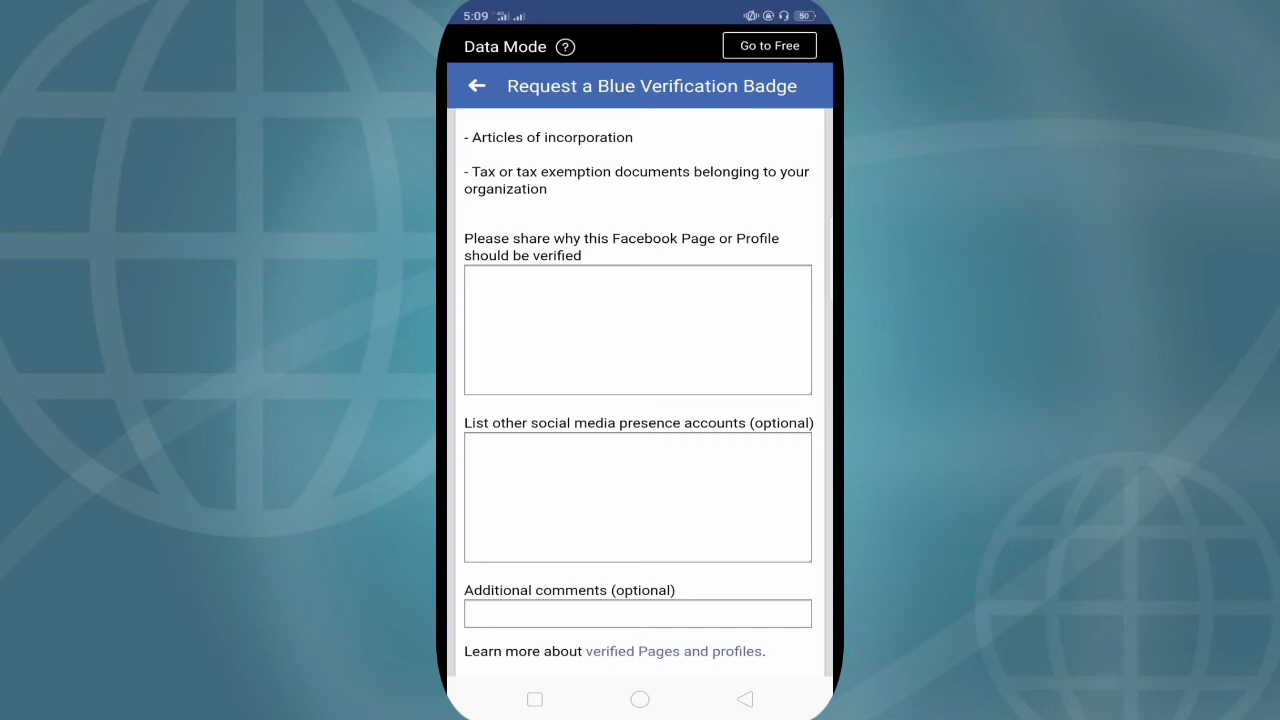 5:09 4G 50
Data Mode ? Go to Free
Request a Blue Verification Badge
- Articles of incorporation
- Tax or tax exemption documents belonging to your
organization
Please share why this Facebook Page or Profile
should be verified
List other social media presence accounts (optional)
Additional comments (optional)
Learn more about verified Pages and profiles.